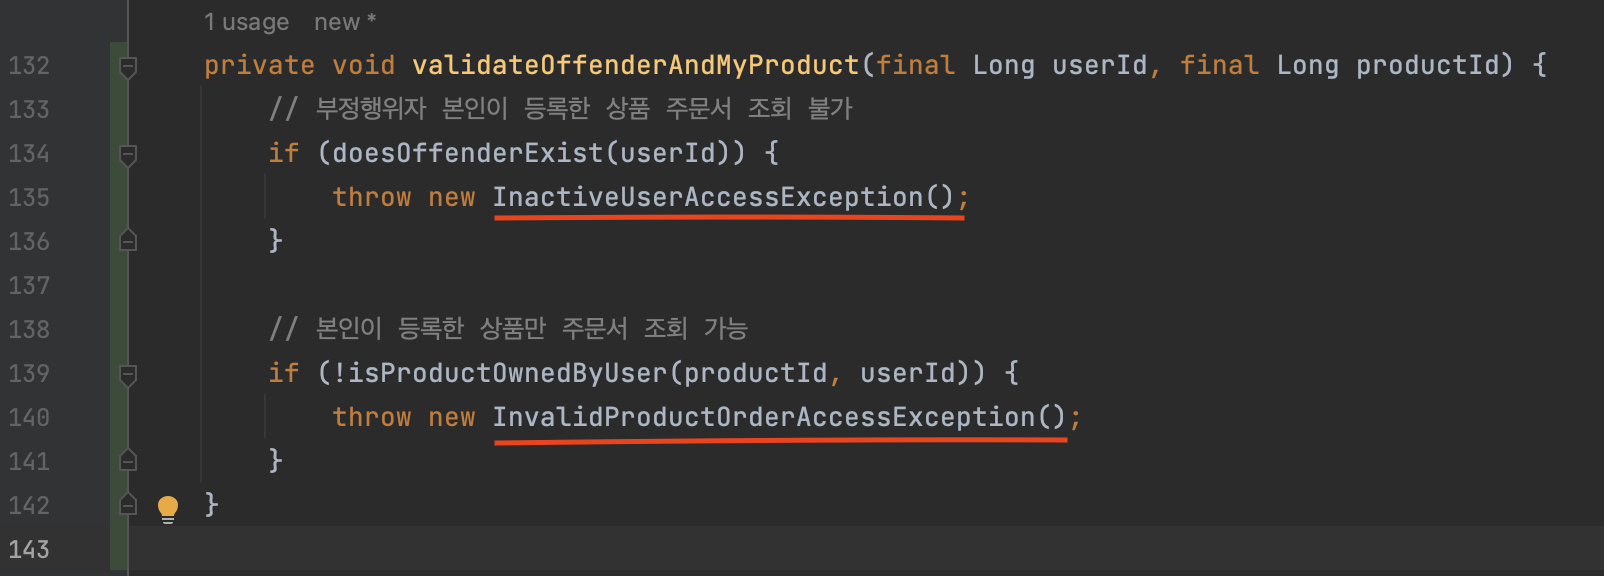 1 usage   new *
132 private void validateOffenderAndMyProduct(final Long userId, final Long productId) {
133 // 부정행위자 본인이 등록한 상품 주문서 조회 불가
134 if (doesOffenderExist(userId)) {
135 throw new InactiveUserAccessException();
136 }
137
138 // 본인이 등록한 상품만 주문서 조회 가능
139 if (!isProductOwnedByUser(productId, userId)) {
140 throw new InvalidProductOrderAccessException();
141 }
142 }
143